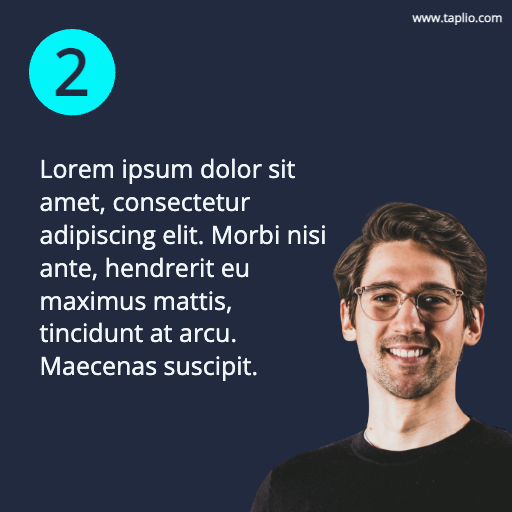 www.taplio.com
2
Lorem ipsum dolor sit
amet, consectetur
adipiscing elit. Morbi nisi
ante, hendrerit eu
maximus mattis,
tincidunt at arcu.
Maecenas suscipit.